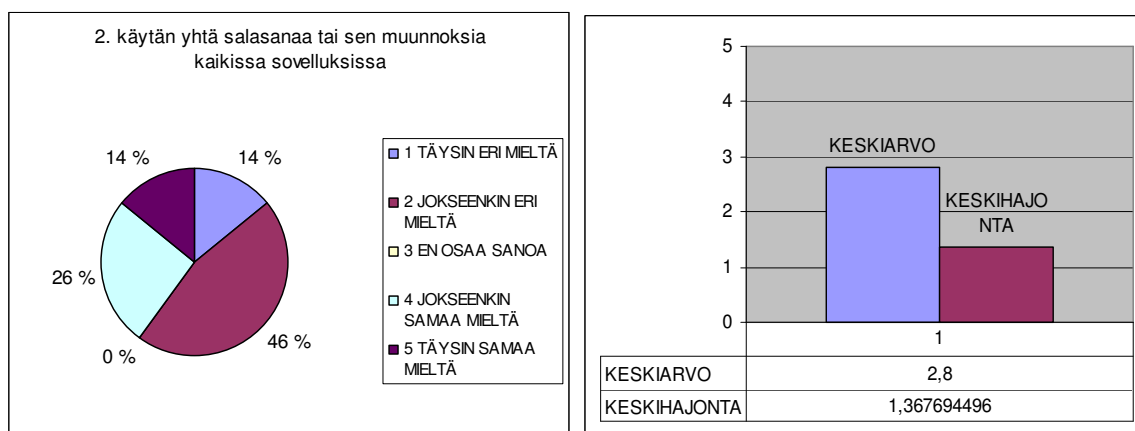 2. käytän yhtä salasanaa tai sen muunnoksia
kaikissa sovelluksissa
14 %
14 %
26 %
0 %
46 %
1 TÄYSIN ERI MIELTÄ
2 JOKSEENKIN ERI
MIELTÄ
3 EN OSAA SANOA
4 JOKSEENKIN
SAMAA MIELTÄ
5 TÄYSIN SAMAA
MIELTÄ
5
4
3
2
1
0
KESKIARVO
KESKIHAJO
NTA
1
KESKIARVO 2,8
KESKIHAJONTA 1,367694496